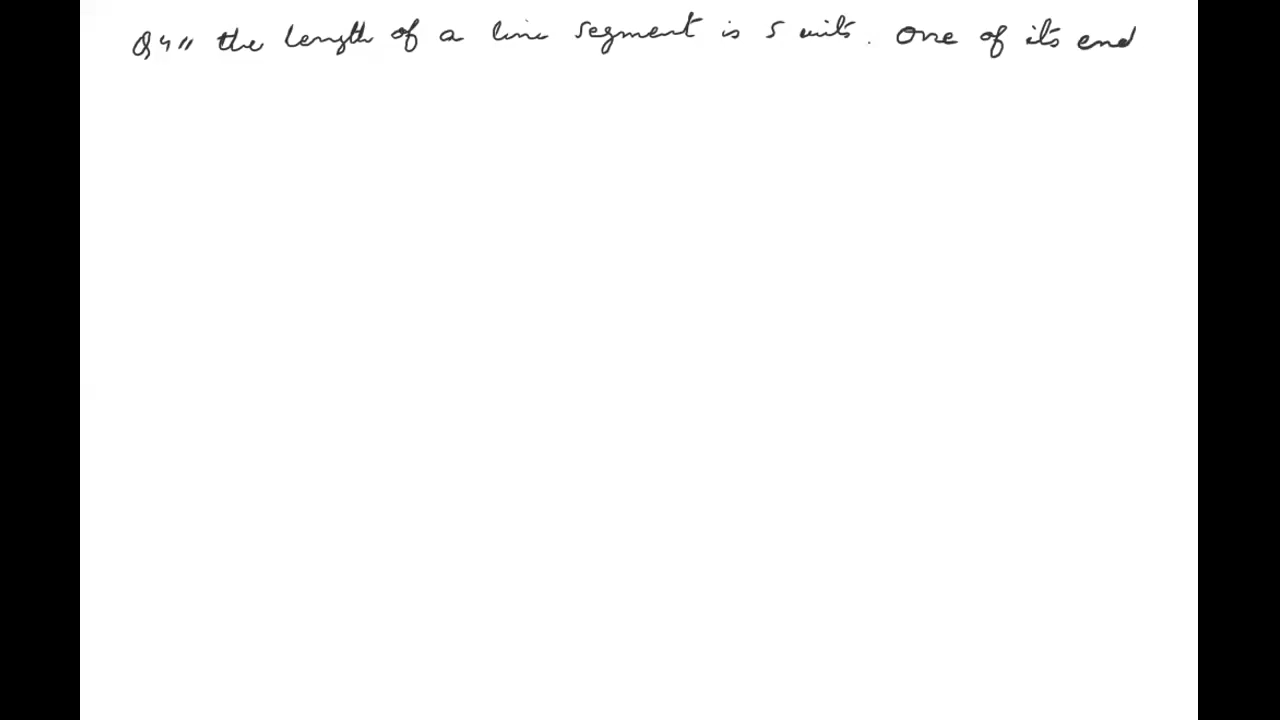 Q4" the length of a line segment is 5 units. One of its end